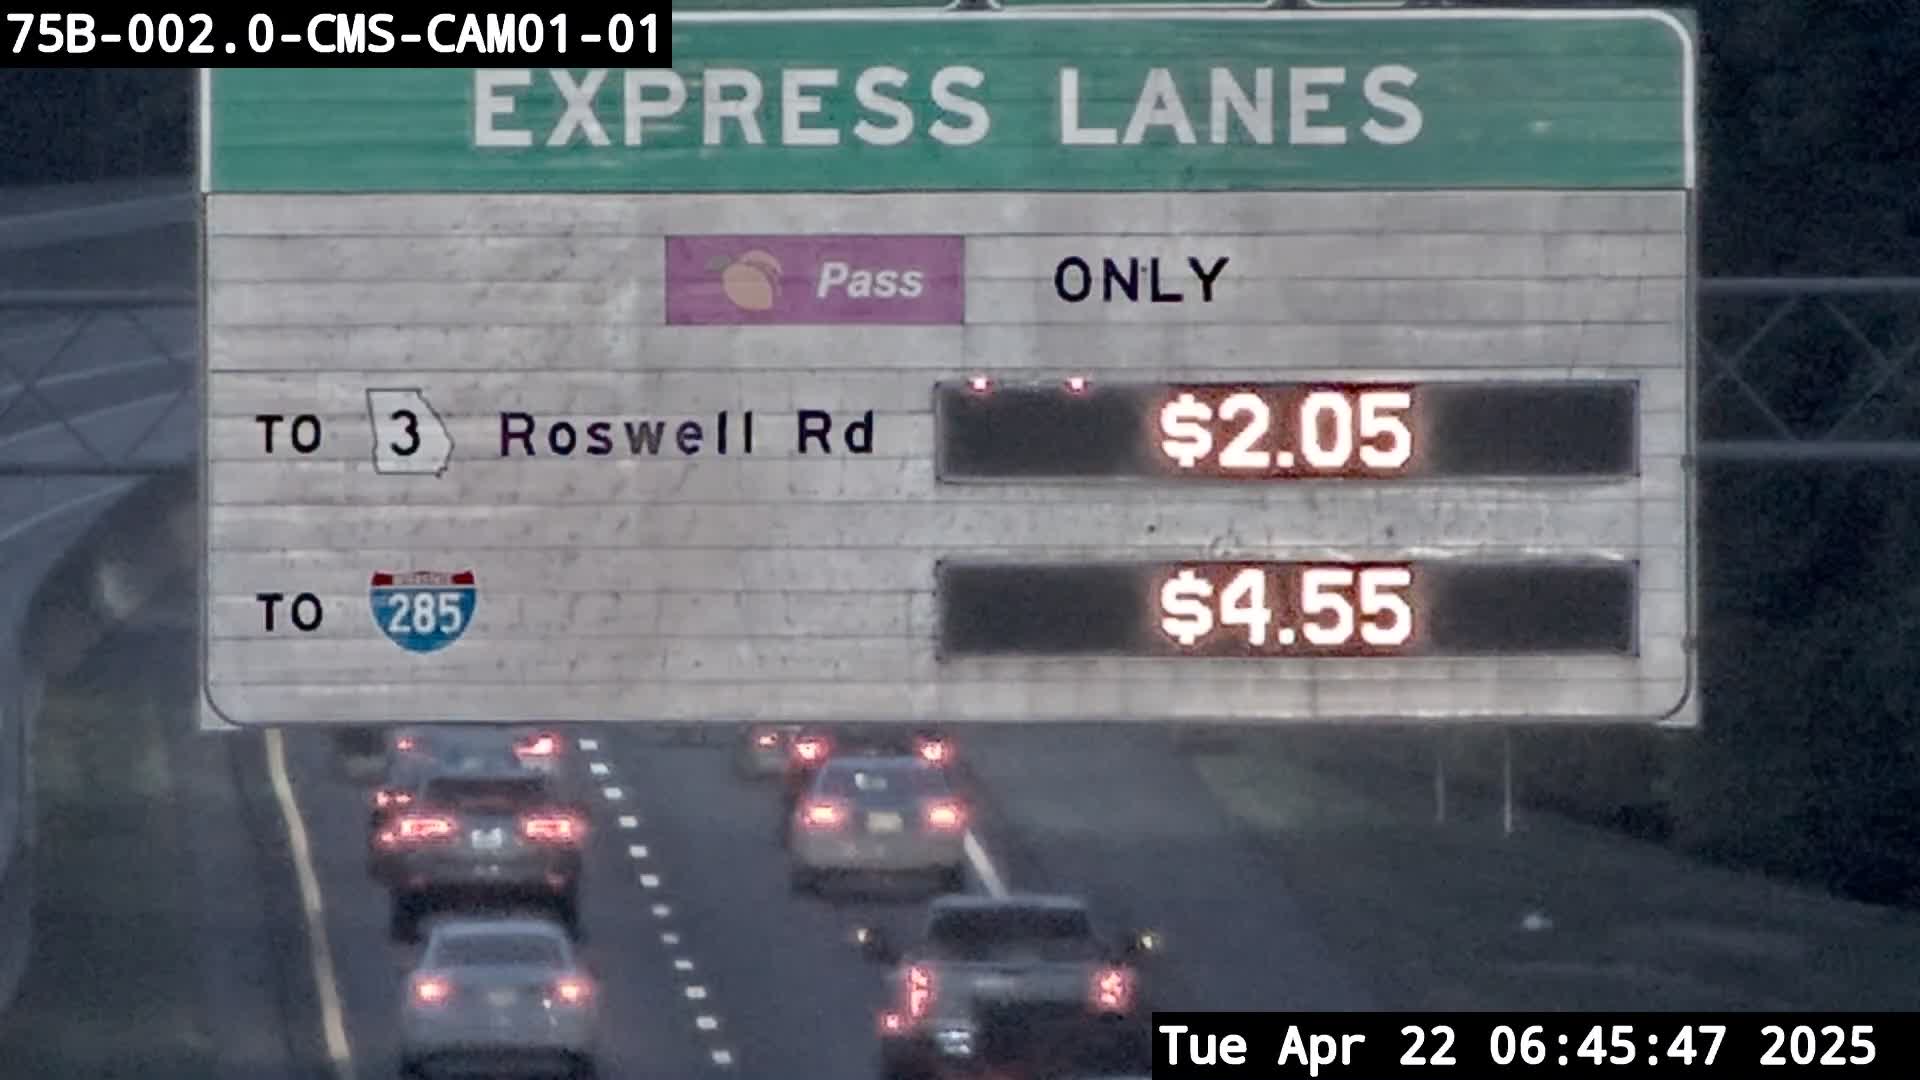 75B-002.0-CMS-CAM01-01
EXPRESS LANES
Pass ONLY
TO 3 Roswell Rd $2.05
TO 285 $4.55
Tue Apr 22 06:45:47 2025